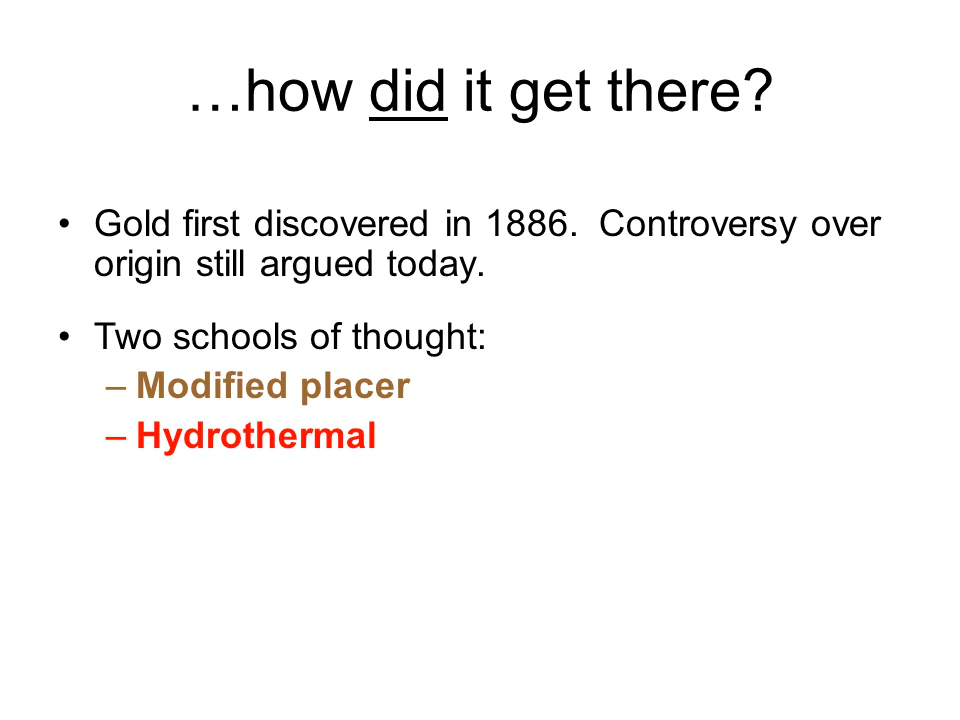 …how did it get there?
• Gold first discovered in 1886. Controversy over
origin still argued today.
• Two schools of thought:
– Modified placer
– Hydrothermal